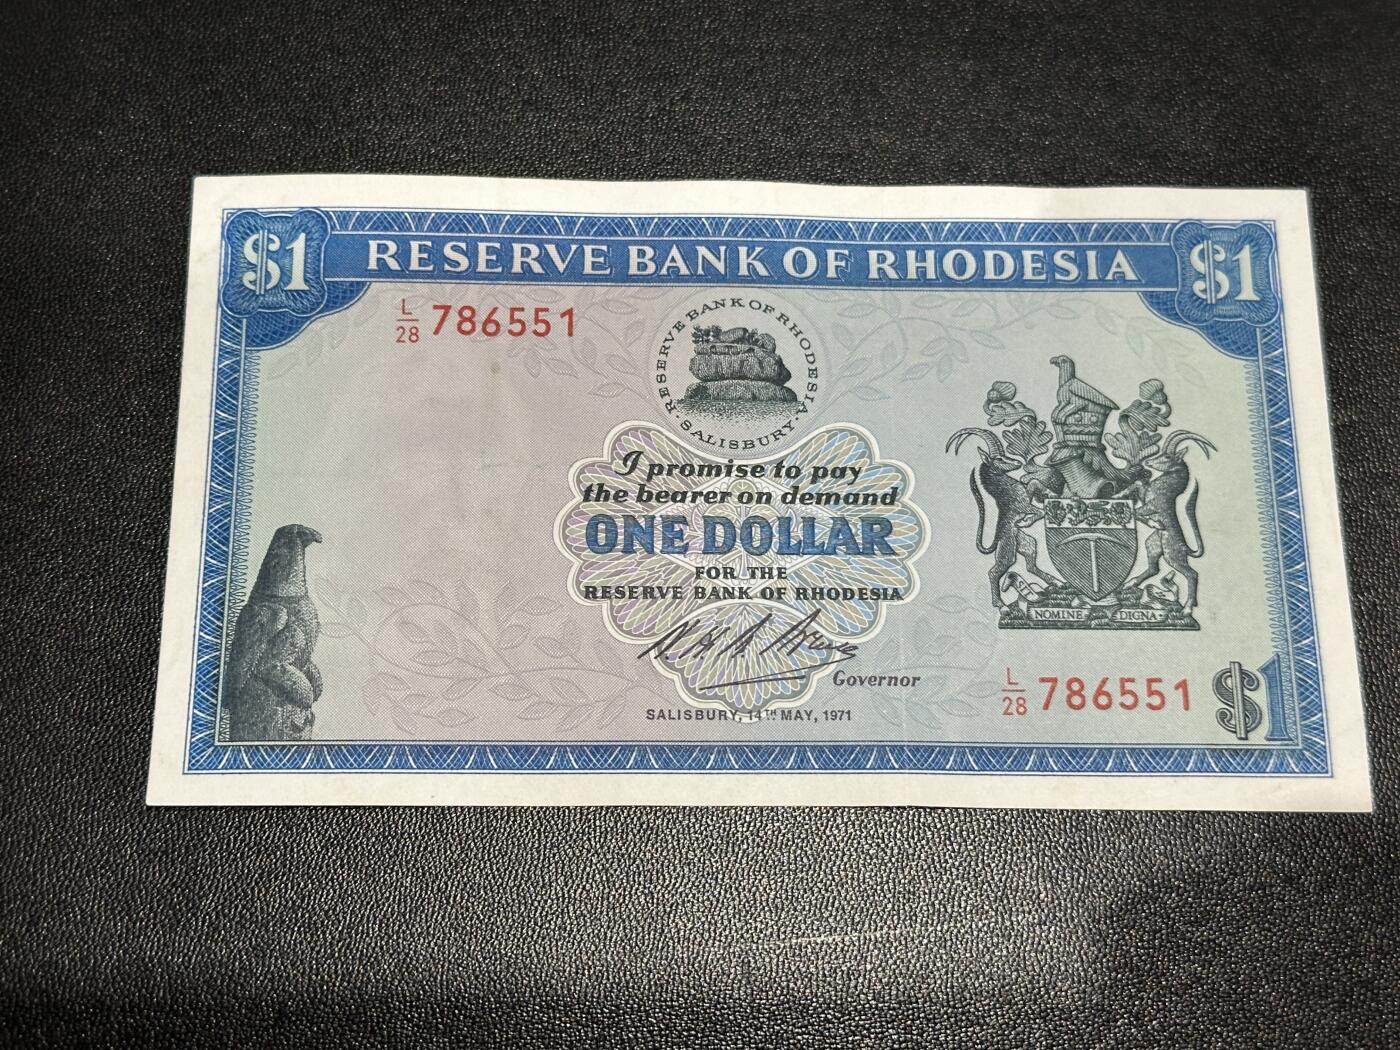 $1 RESERVE BANK OF RHODESIA $1
L/28 786551
RESERVE BANK OF RHODESIA
· SALISBURY ·
I promise to pay
the bearer on demand
ONE DOLLAR
FOR THE
RESERVE BANK OF RHODESIA
NOMINE DIGNA
Governor
L/28 786551 $1
SALISBURY, 14TH MAY, 1971